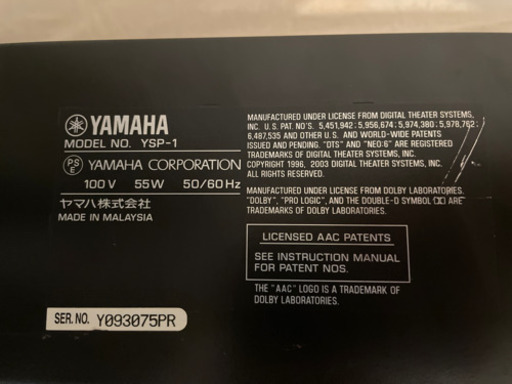 YAMAHA
MODEL NO. YSP-1
PS E YAMAHA CORPORATION
100 V 55W 50/60 Hz
ヤマハ株式会社
MADE IN MALAYSIA
MANUFACTURED UNDER LICENSE FROM DIGITAL THEATER SYSTEMS,
INC. U.S. PAT. NO'S. 5,451,942; 5,956,674; 5,974,380; 5,978,762;
6,487,535 AND OTHER U.S. AND WORLD-WIDE PATENTS
ISSUED AND PENDING. "DTS" AND "NEO:6" ARE REGISTERED
TRADEMARKS OF DIGITAL THEATER SYSTEMS, INC.
COPYRIGHT 1996, 2003 DIGITAL THEATER SYSTEMS, INC.
ALL RIGHTS RESERVED.
MANUFACTURED UNDER LICENSE FROM DOLBY LABORATORIES.
"DOLBY", "PRO LOGIC", AND THE DOUBLE-D SYMBOL ARE
TRADEMARKS OF DOLBY LABORATORIES.
LICENSED AAC PATENTS
SEE INSTRUCTION MANUAL
FOR PATENT NOS.
THE "AAC" LOGO IS A TRADEMARK OF
DOLBY LABORATORIES.
SER. NO. Y093075PR